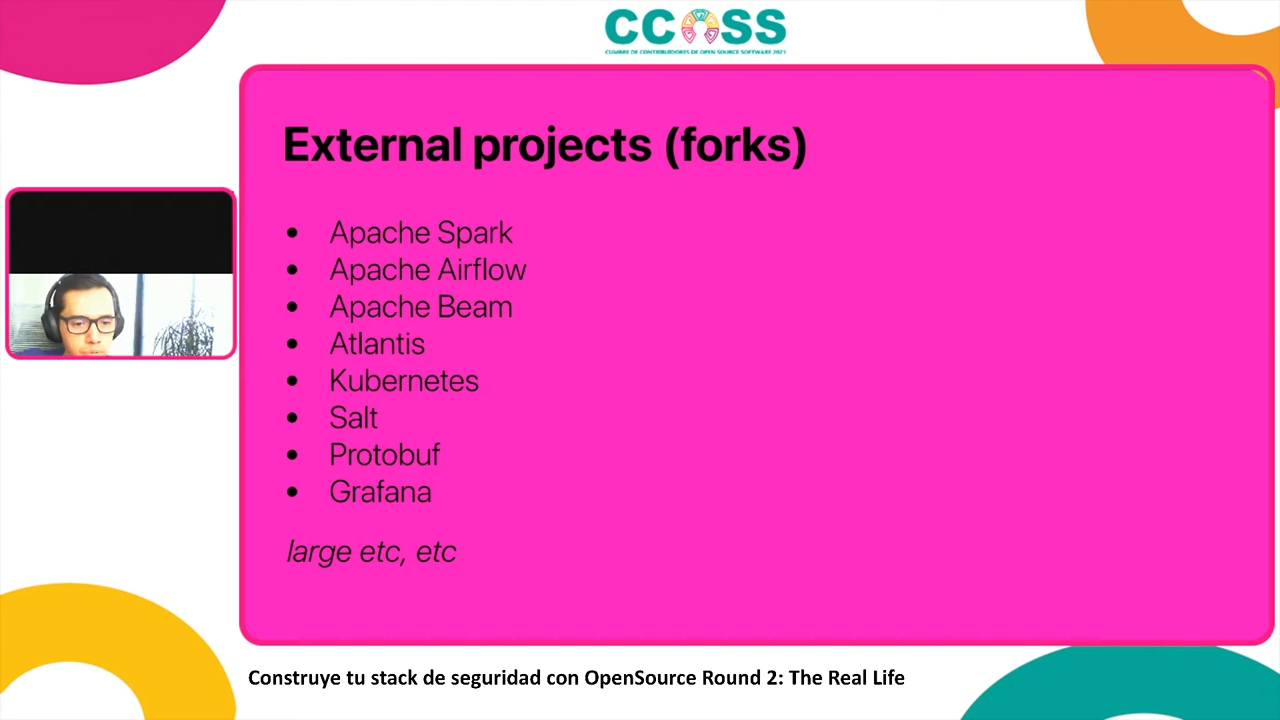 CCOSS
CUMBRE DE CONTRIBUIDORES DE OPEN SOURCE SOFTWARE 2021
External projects (forks)
• Apache Spark
• Apache Airflow
• Apache Beam
• Atlantis
• Kubernetes
• Salt
• Protobuf
• Grafana
large etc, etc
Construye tu stack de seguridad con OpenSource Round 2: The Real Life